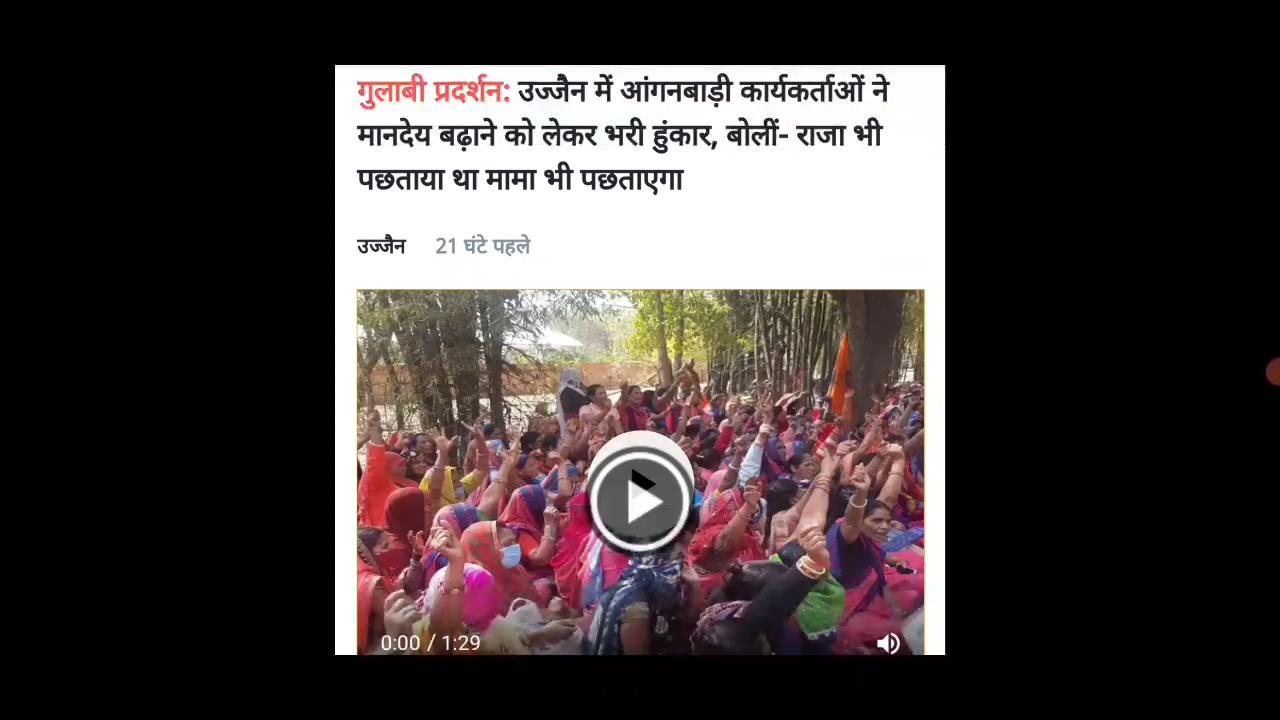 गुलाबी प्रदर्शन: उज्जैन में आंगनबाड़ी कार्यकर्ताओं ने
मानदेय बढ़ाने को लेकर भरी हुंकार, बोलीं- राजा भी
पछताया था मामा भी पछताएगा
उज्जैन 21 घंटे पहले
0:00 / 1:29